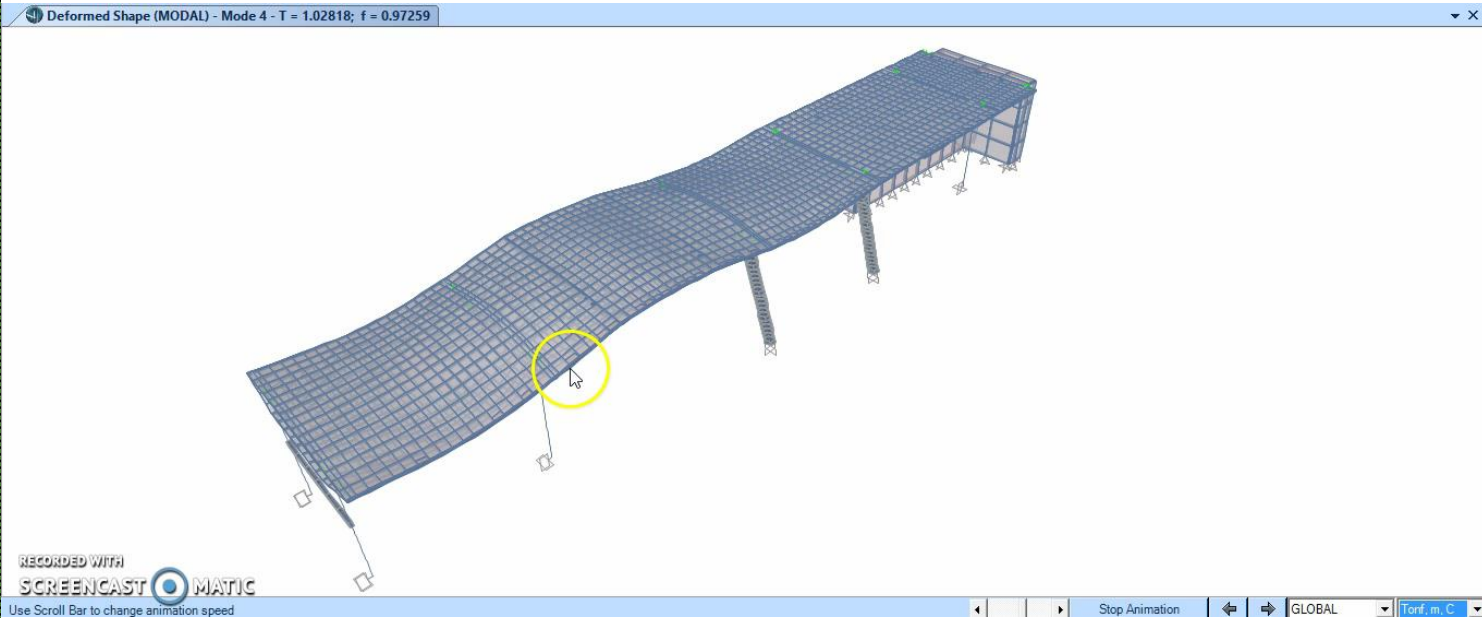 Deformed Shape (MODAL) - Mode 4 - T = 1.02818; f = 0.97259
RECORDED WITH
SCREENCAST MATIC
Use Scroll Bar to change animation speed
Stop Animation
GLOBAL
Tonf, m, C